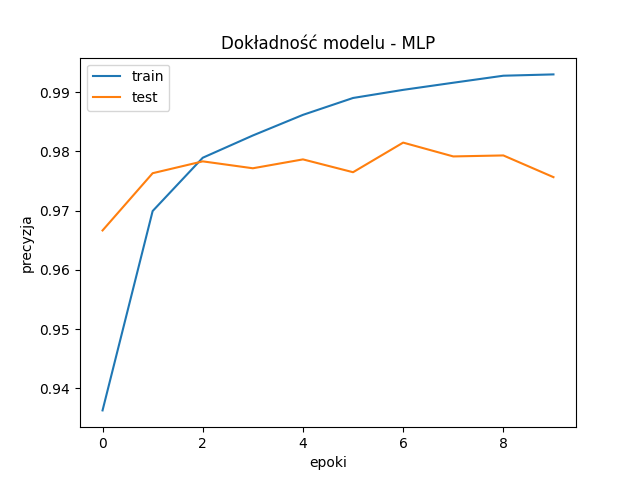 Dokładność modelu - MLP
train
test
0.99
0.98
0.97
0.96
0.95
0.94
precyzja
0 2 4 6 8
epoki